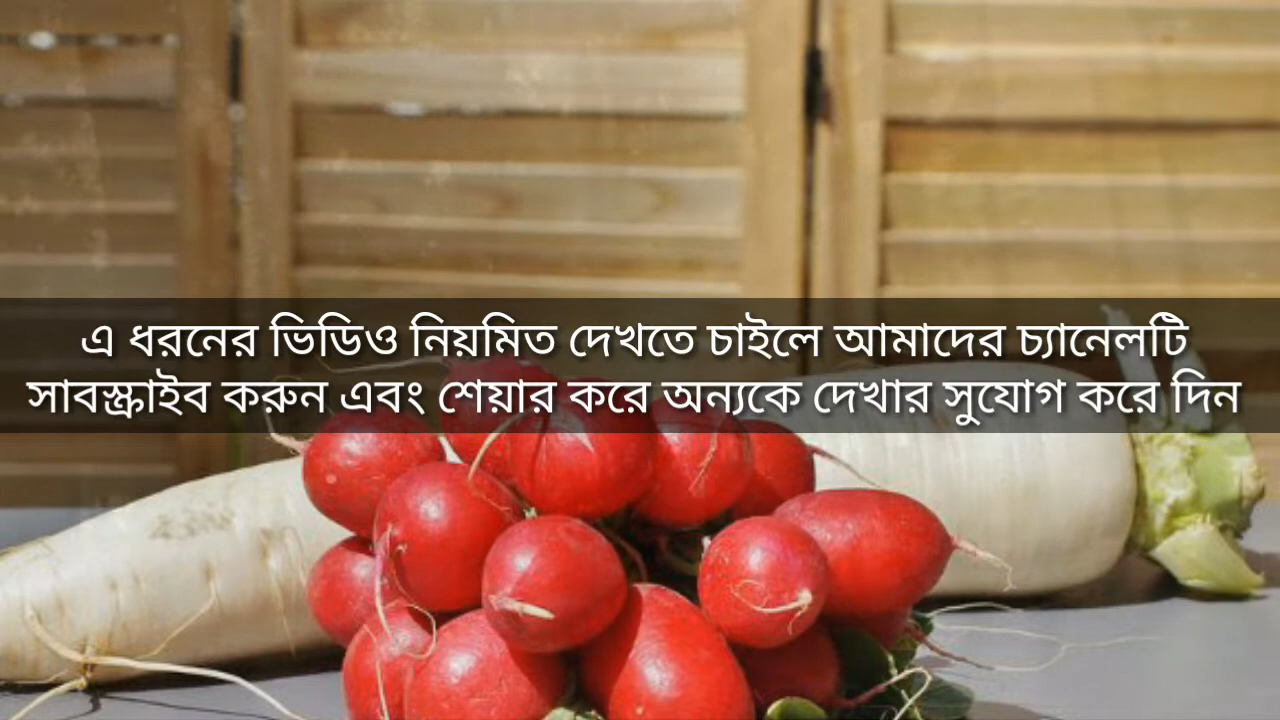 এ ধরনের ভিডিও নিয়মিত দেখতে চাইলে আমাদের চ্যানেলটি
সাবস্ক্রাইব করুন এবং শেয়ার করে অন্যকে দেখার সুযোগ করে দিন